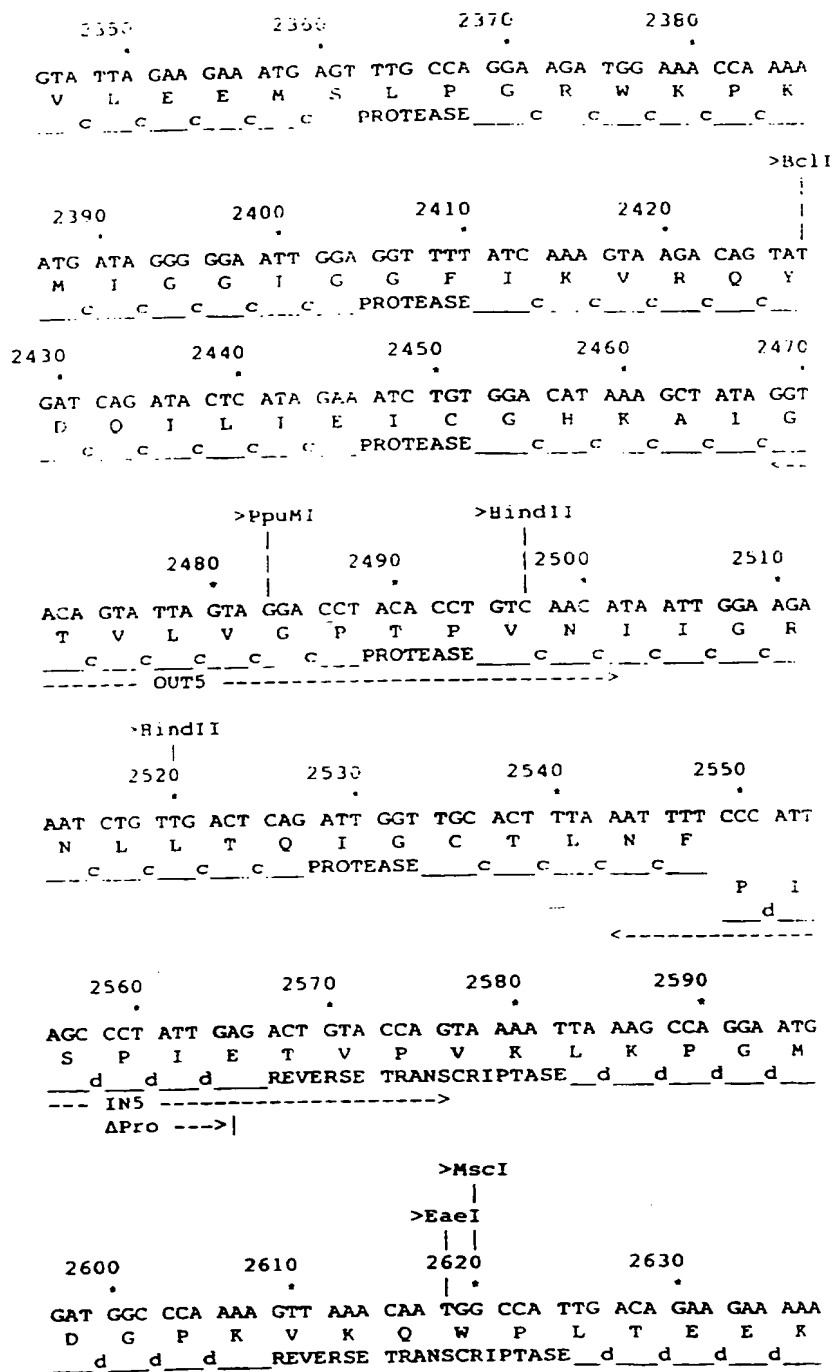 2350 2360 2370 2380
GTA TTA GAA GAA ATG AGT TTG CCA GGA AGA TGG AAA CCA AAA
V L E E M S L P G R W K P K
c c c c c PROTEASE c c c c c
>BclI
2390 2400 2410 2420
ATG ATA GGG GGA ATT GGA GGT TTT ATC AAA GTA AGA CAG TAT
M I G G I G G F I K V R Q Y
c c c c c PROTEASE c c c c c
2430 2440 2450 2460 2470
GAT CAG ATA CTC ATA GAA ATC TGT GGA CAT AAA GCT ATA GGT
D Q I L I E I C G H K A I G
c c c c c PROTEASE c c c c c
<--
>PpuMI >HindII
2480 2490 2500 2510
ACA GTA TTA GTA GGA CCT ACA CCT GTC AAC ATA ATT GGA AGA
T V L V G P T P V N I I G R
c c c c c PROTEASE c c c c c
------- OUT5 ---------------------------->
>HindII
2520 2530 2540 2550
AAT CTG TTG ACT CAG ATT GGT TGC ACT TTA AAT TTT CCC ATT
N L L T Q I G C T L N F
c c c c PROTEASE c c c c
P I
d
<--------------
2560 2570 2580 2590
AGC CCT ATT GAG ACT GTA CCA GTA AAA TTA AAG CCA GGA ATG
S P I E T V P V K L K P G M
d d d REVERSE TRANSCRIPTASE d d d d
--- IN5 -------------------->
ΔPro --->|
>MscI
>EaeI
2600 2610 2620 2630
GAT GGC CCA AAA GTT AAA CAA TGG CCA TTG ACA GAA GAA AAA
D G P K V K Q W P L T E E K
d d d REVERSE TRANSCRIPTASE d d d d